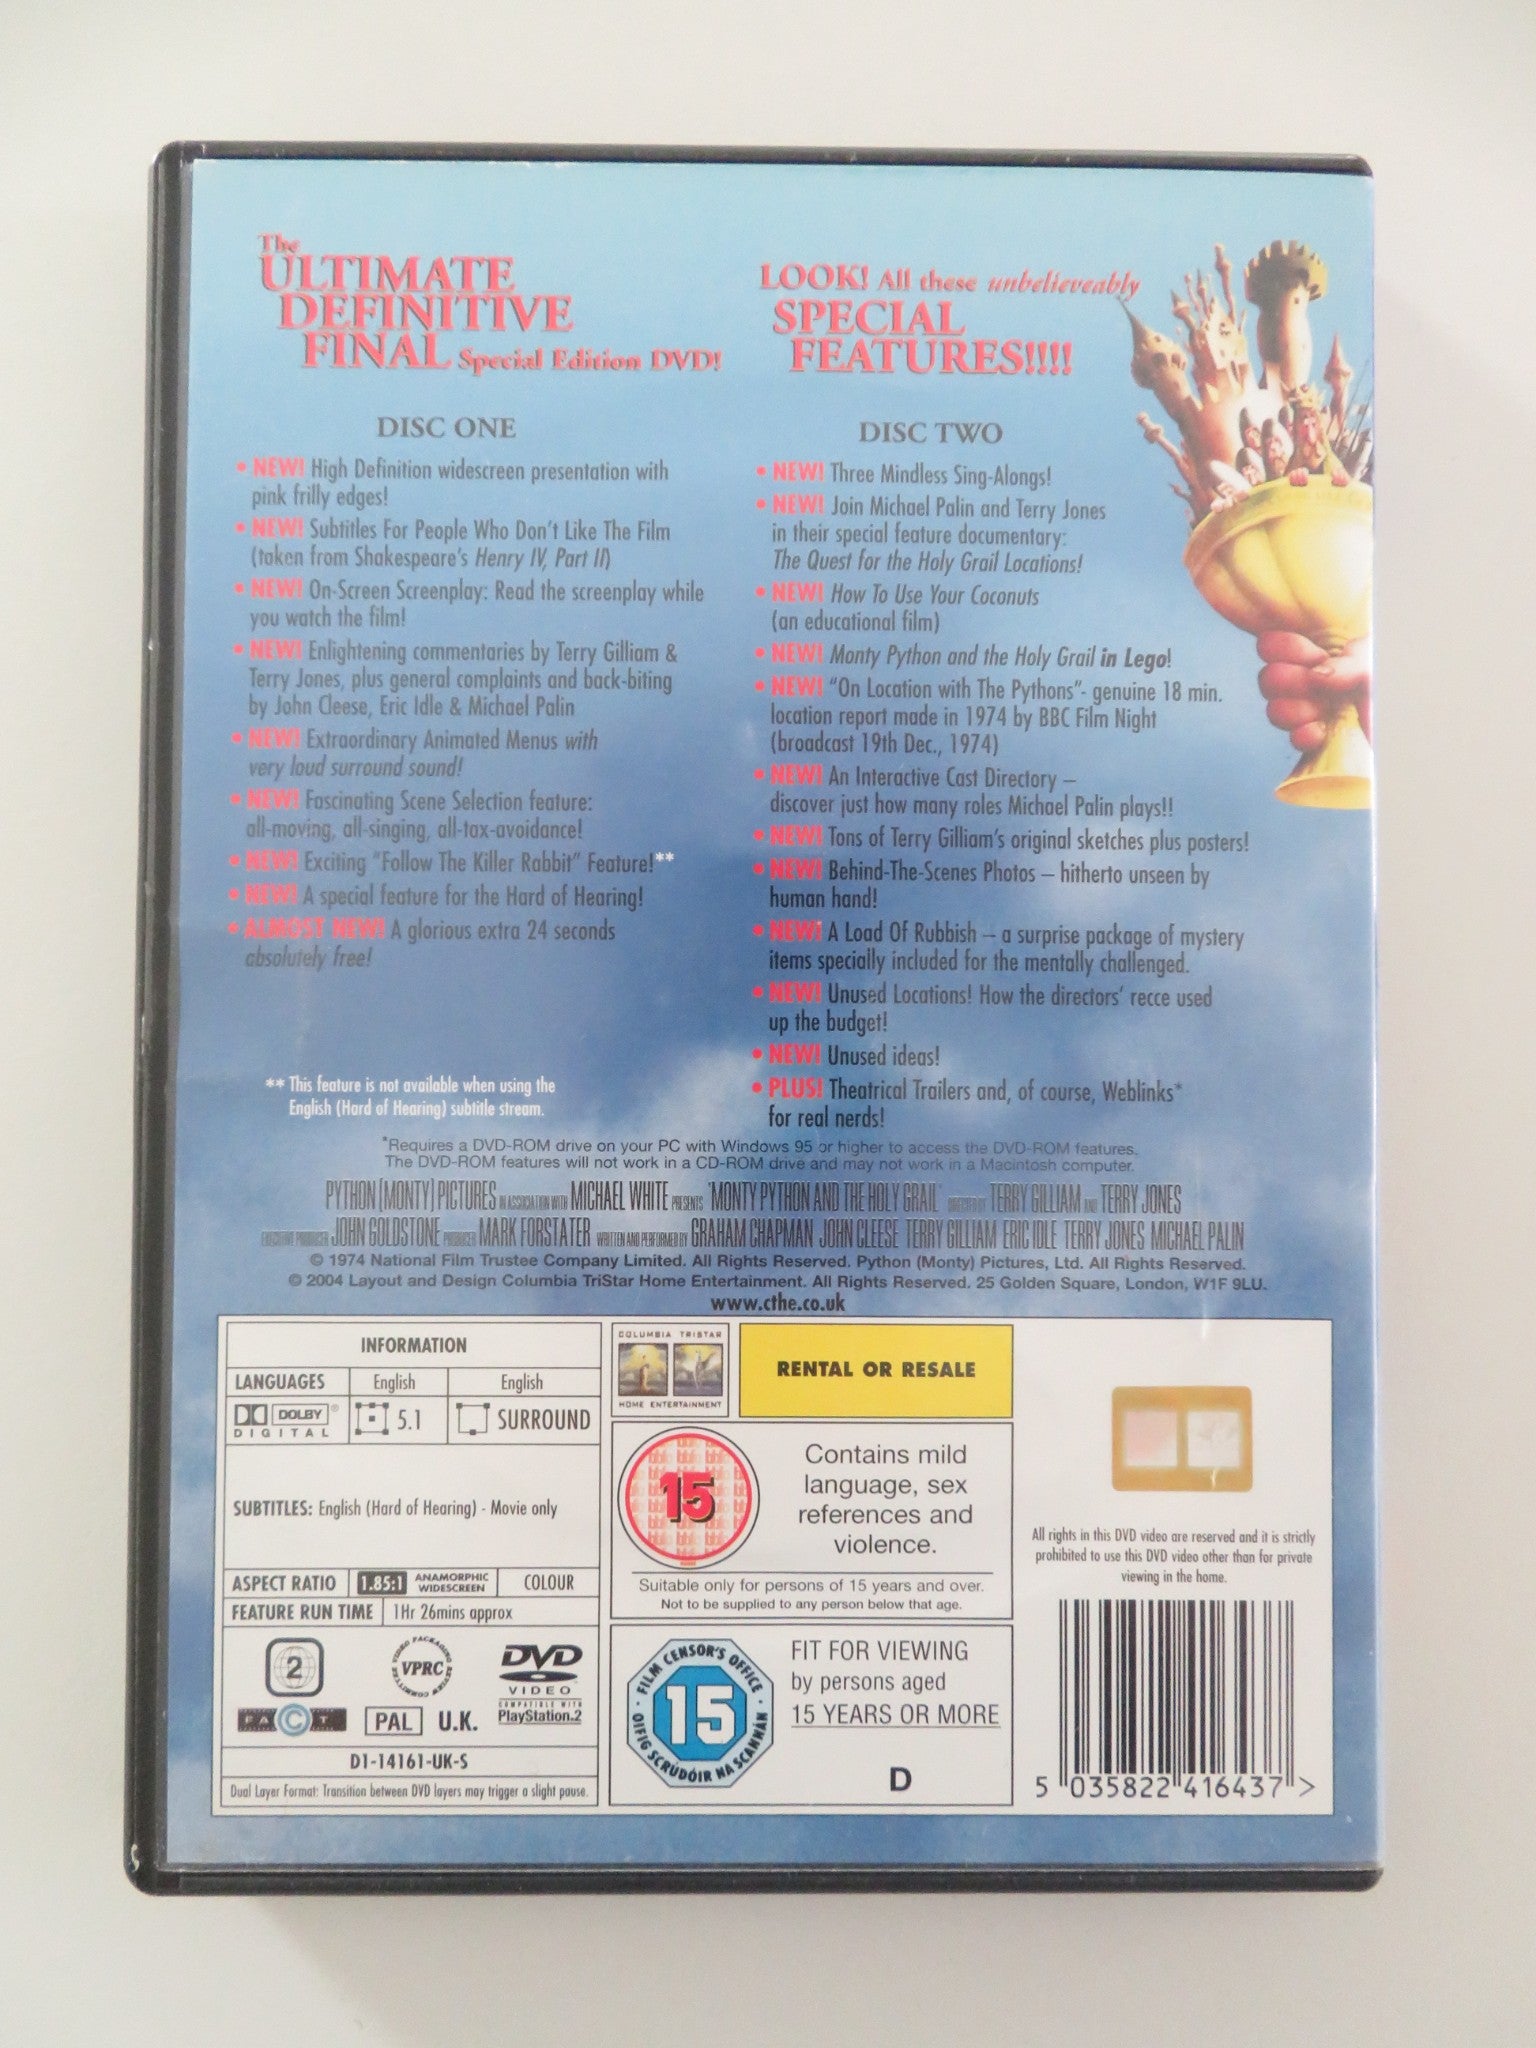 The
ULTIMATE
DEFINITIVE
FINAL Special Edition DVD!
DISC ONE
• NEW! High Definition widescreen presentation with
pink frilly edges!
• NEW! Subtitles For People Who Don't Like The Film
(taken from Shakespeare's Henry IV, Part II)
• NEW! On-Screen Screenplay: Read the screenplay while
you watch the film!
• NEW! Enlightening commentaries by Terry Gilliam &
Terry Jones, plus general complaints and back-biting
by John Cleese, Eric Idle & Michael Palin
• NEW! Extraordinary Animated Menus with
very loud surround sound!
• NEW! Fascinating Scene Selection feature:
all-moving, all-singing, all-tax-avoidance!
• NEW! Exciting "Follow The Killer Rabbit" Feature!**
• NEW! A special feature for the Hard of Hearing!
• ALMOST NEW! A glorious extra 24 seconds
absolutely free!
** This feature is not available when using the
English (Hard of Hearing) subtitle stream.
LOOK! All these unbelieveably
SPECIAL
FEATURES!!!!
DISC TWO
• NEW! Three Mindless Sing-Alongs!
• NEW! Join Michael Palin and Terry Jones
in their special feature documentary:
The Quest for the Holy Grail Locations!
• NEW! How To Use Your Coconuts
(an educational film)
• NEW! Monty Python and the Holy Grail in Lego!
• NEW! "On Location with The Pythons"- genuine 18 min.
location report made in 1974 by BBC Film Night
(broadcast 19th Dec., 1974)
• NEW! An Interactive Cast Directory –
discover just how many roles Michael Palin plays!!
• NEW! Tons of Terry Gilliam's original sketches plus posters!
• NEW! Behind-The-Scenes Photos – hitherto unseen by
human hand!
• NEW! A Load Of Rubbish – a surprise package of mystery
items specially included for the mentally challenged.
• NEW! Unused Locations! How the directors' recce used
up the budget!
• NEW! Unused ideas!
• PLUS! Theatrical Trailers and, of course, Weblinks*
for real nerds!
*Requires a DVD-ROM drive on your PC with Windows 95 or higher to access the DVD-ROM features.
The DVD-ROM features will not work in a CD-ROM drive and may not work in a Macintosh computer.
PYTHON (MONTY) PICTURES IN ASSOCIATION WITH MICHAEL WHITE PRESENTS 'MONTY PYTHON AND THE HOLY GRAIL' DIRECTED BY TERRY GILLIAM AND TERRY JONES
EXECUTIVE PRODUCER JOHN GOLDSTONE PRODUCER MARK FORSTATER WRITTEN AND PERFORMED BY GRAHAM CHAPMAN JOHN CLEESE TERRY GILLIAM ERIC IDLE TERRY JONES MICHAEL PALIN
© 1974 National Film Trustee Company Limited. All Rights Reserved. Python (Monty) Pictures, Ltd. All Rights Reserved.
© 2004 Layout and Design Columbia TriStar Home Entertainment. All Rights Reserved. 25 Golden Square, London, W1F 9LU.
www.cthe.co.uk
INFORMATION
LANGUAGES English English
DOLBY® DIGITAL 5.1 SURROUND
SUBTITLES: English (Hard of Hearing) - Movie only
ASPECT RATIO 1.85:1 ANAMORPHIC WIDESCREEN COLOUR
FEATURE RUN TIME 1Hr 26mins approx
2
VIDEO PACKAGING REVIEW COMMITTEE
VPRC
DVD
VIDEO
COMPATIBLE WITH
PlayStation.2
FACT
PAL U.K.
D1-14161-UK-S
Dual Layer Format: Transition between DVD layers may trigger a slight pause.
COLUMBIA TRISTAR
HOME ENTERTAINMENT
RENTAL OR RESALE
15
Contains mild
language, sex
references and
violence.
Suitable only for persons of 15 years and over.
Not to be supplied to any person below that age.
FILM CENSOR'S OFFICE
15
OIFIG SCRÚDÓIR NA SCANNÁN
FIT FOR VIEWING
by persons aged
15 YEARS OR MORE
D
All rights in this DVD video are reserved and it is strictly
prohibited to use this DVD video other than for private
viewing in the home.
5 035822 416437 >